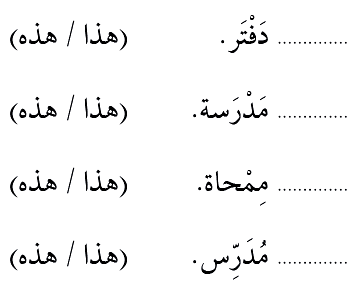 .............. دَفْتَر . (هذا / هذه)
.............. مَدْرَسة. (هذا / هذه)
.............. مِمْحاة. (هذا / هذه)
.............. مُدَرِّس. (هذا / هذه)